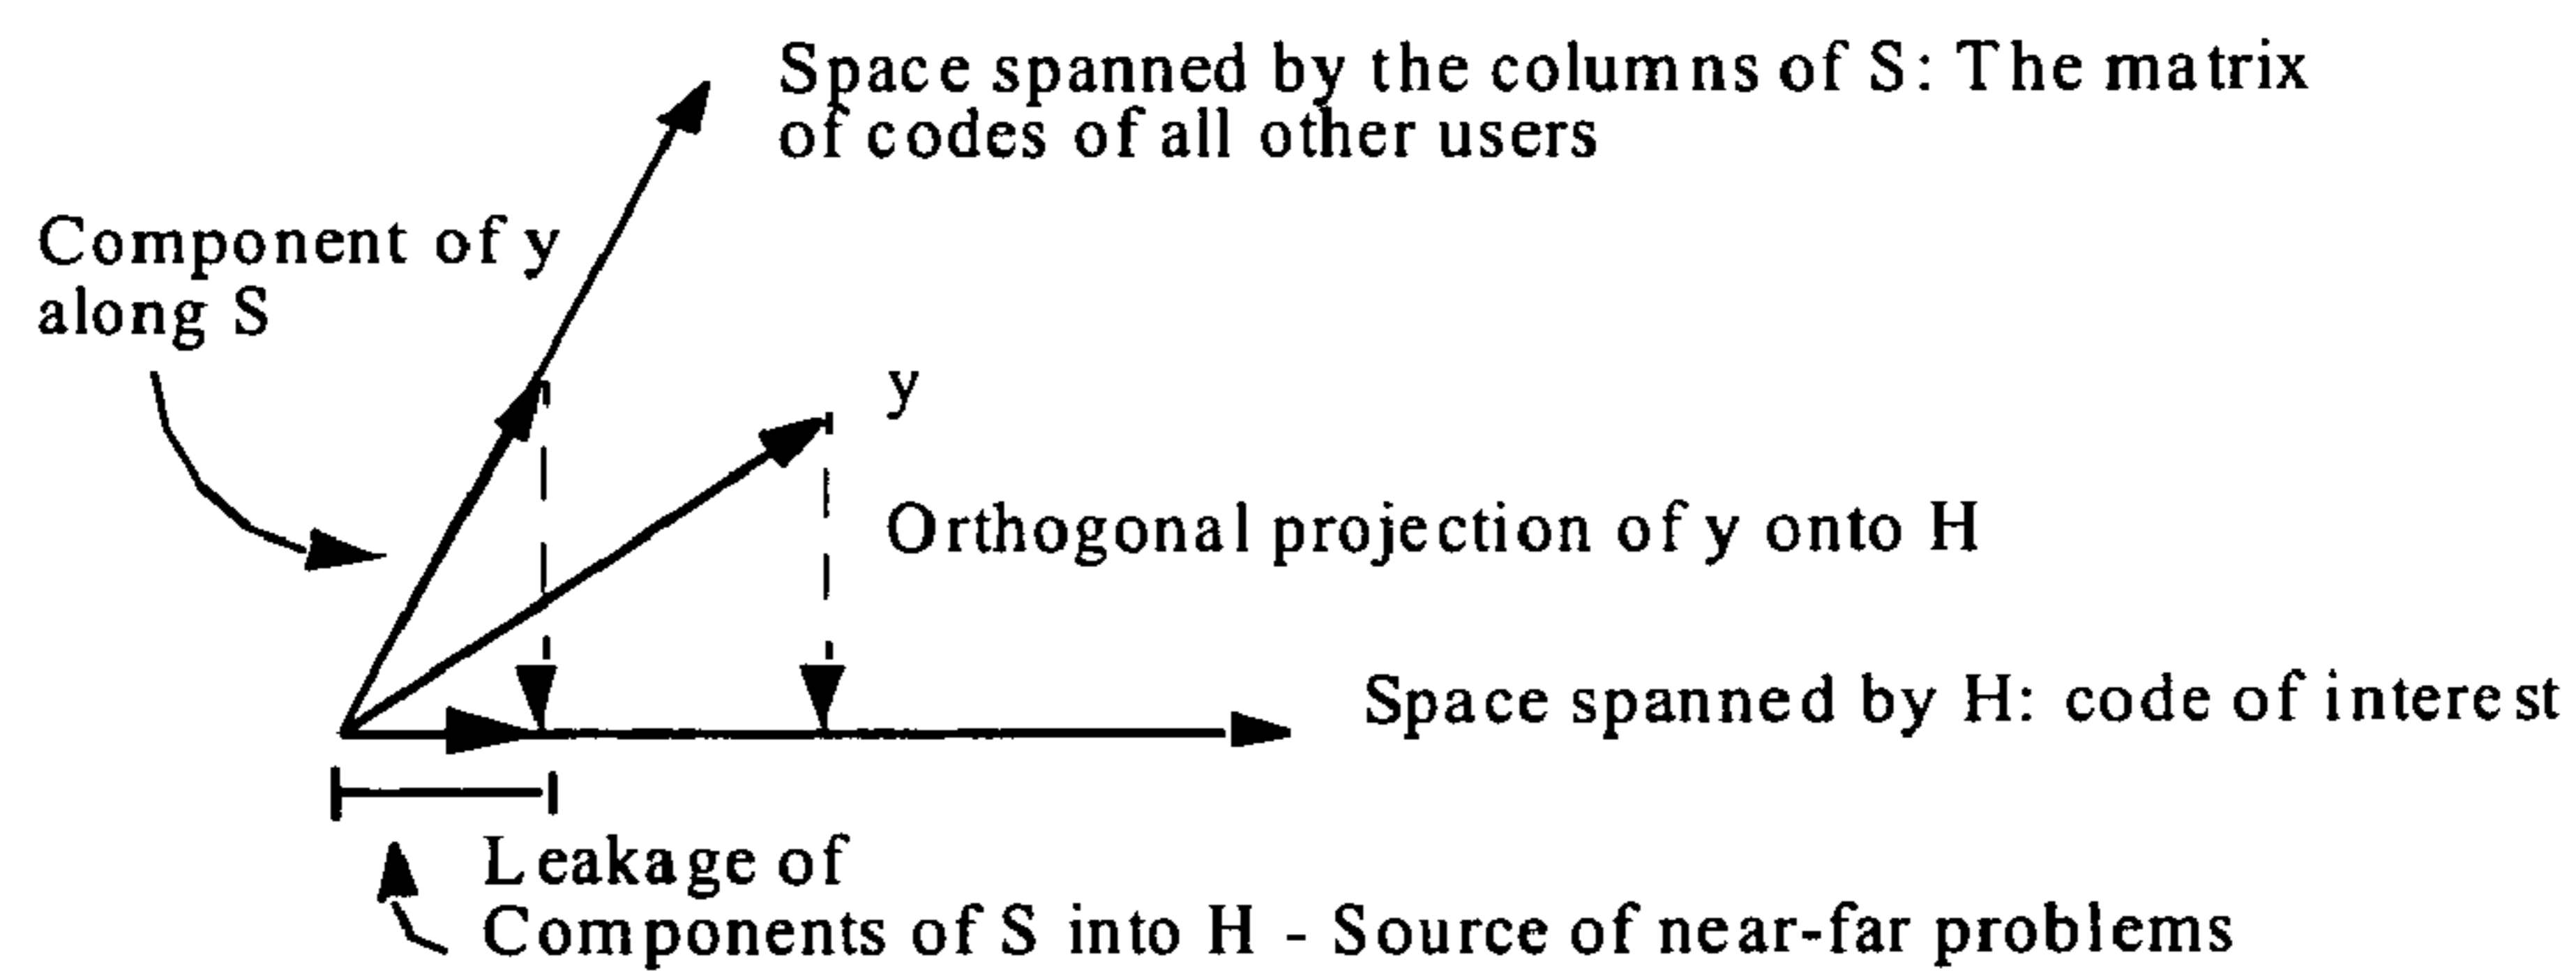 Space spanned by the columns of S: The matrix
of codes of all other users
Component of y
along S
y
Orthogonal projection of y onto H
Space spanned by H: code of interest
Leakage of
Components of S into H - Source of near-far problems